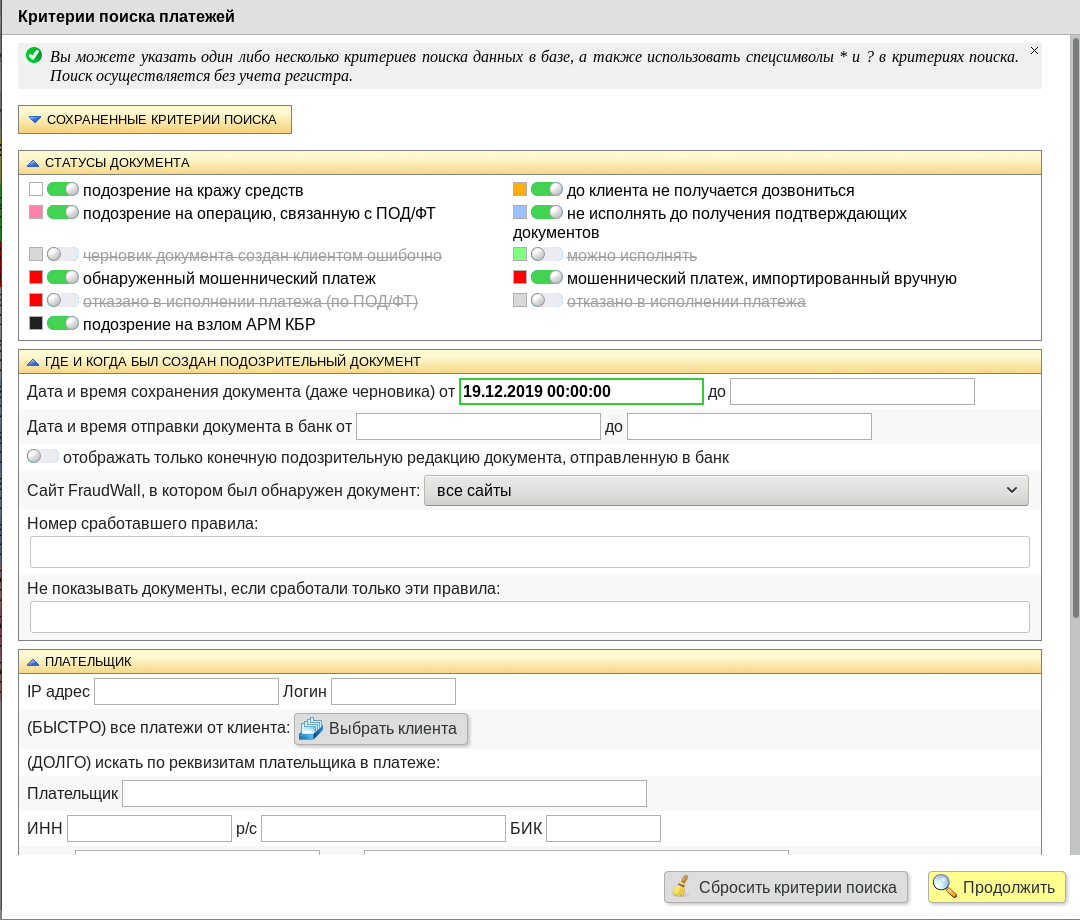 Критерии поиска платежей
Вы можете указать один либо несколько критериев поиска данных в базе, а также использовать спецсимволы * и ? в критериях поиска.
Поиск осуществляется без учета регистра.
СОХРАНЕННЫЕ КРИТЕРИИ ПОИСКА
СТАТУСЫ ДОКУМЕНТА
подозрение на кражу средств
до клиента не получается дозвониться
подозрение на операцию, связанную с ПОД/ФТ
не исполнять до получения подтверждающих
документов
черновик документа создан клиентом ошибочно
можно исполнять
обнаруженный мошеннический платеж
мошеннический платеж, импортированный вручную
отказано в исполнении платежа (по ПОД/ФТ)
отказано в исполнении платежа
подозрение на взлом АРМ КБР
ГДЕ И КОГДА БЫЛ СОЗДАН ПОДОЗРИТЕЛЬНЫЙ ДОКУМЕНТ
Дата и время сохранения документа (даже черновика) от 19.12.2019 00:00:00 до
Дата и время отправки документа в банк от до
отображать только конечную подозрительную редакцию документа, отправленную в банк
Сайт FraudWall, в котором был обнаружен документ: все сайты
Номер сработавшего правила:
Не показывать документы, если сработали только эти правила:
ПЛАТЕЛЬЩИК
IP адрес Логин
(БЫСТРО) все платежи от клиента: Выбрать клиента
(ДОЛГО) искать по реквизитам плательщика в платеже:
Плательщик
ИНН р/с БИК
Сбросить критерии поиска Продолжить